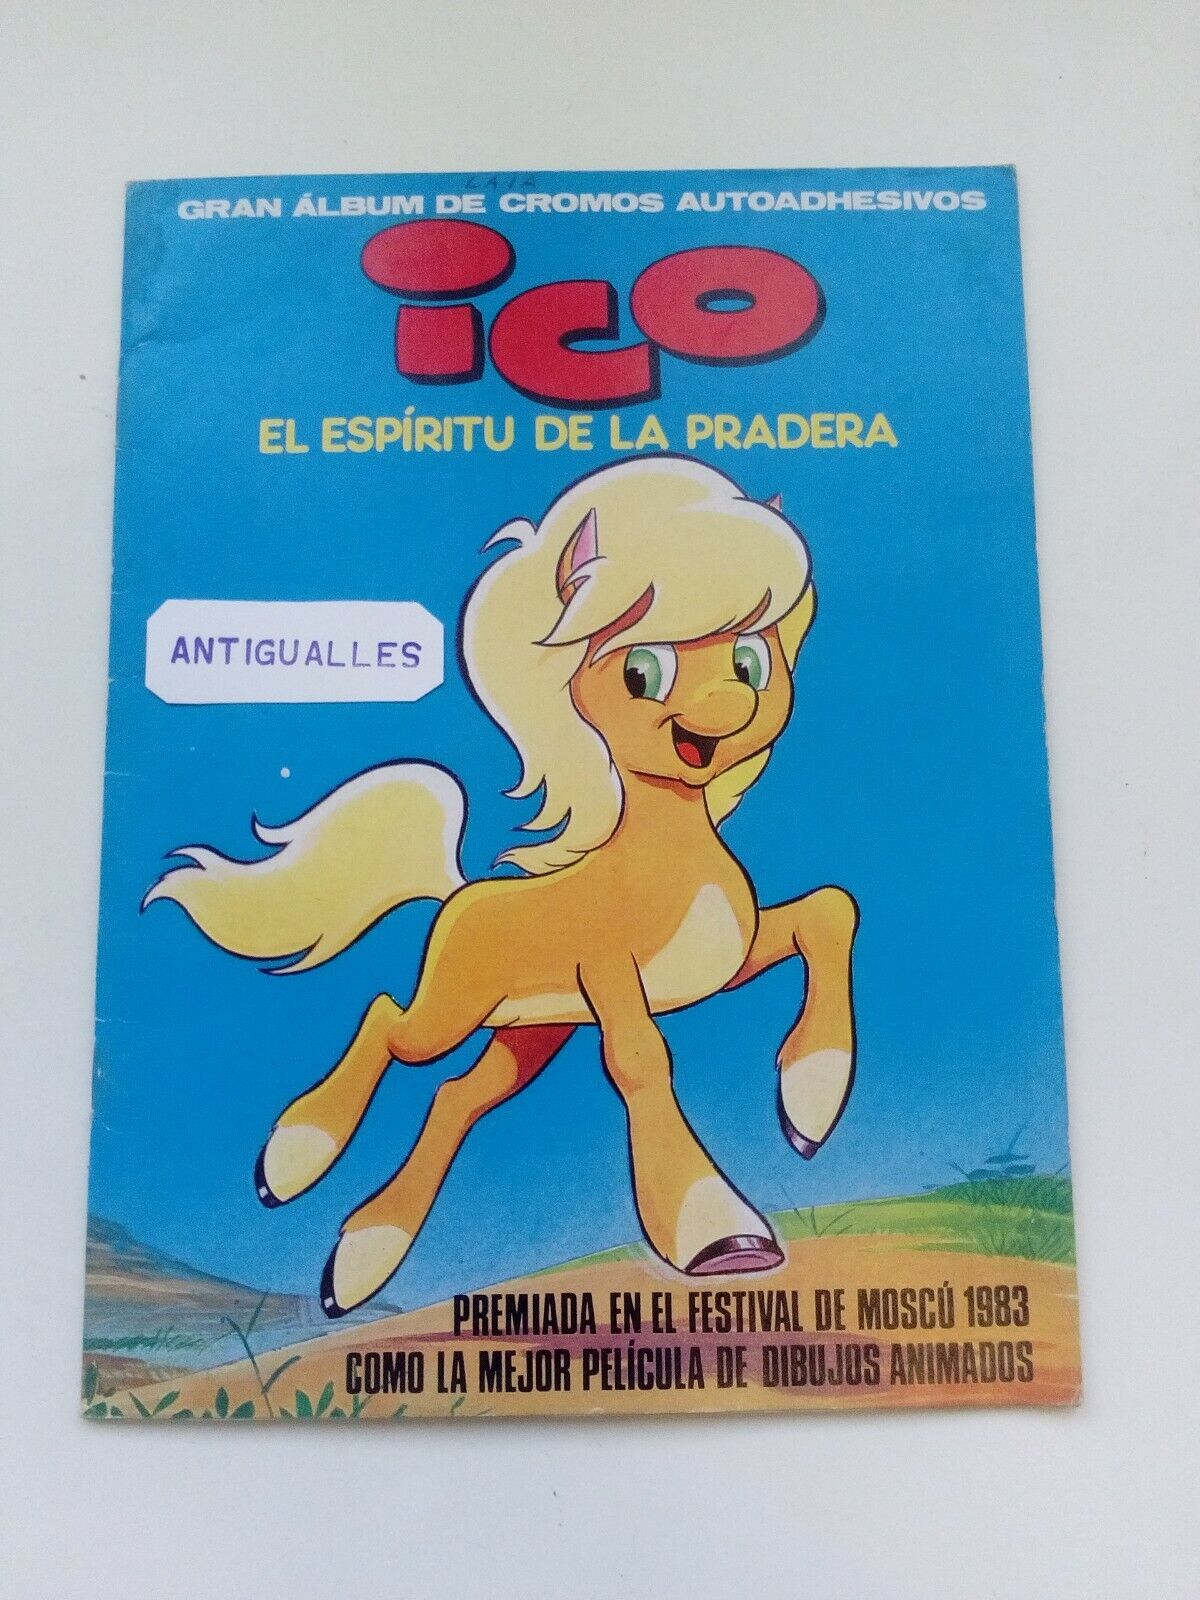 GRAN ÁLBUM DE CROMOS AUTOADHESIVOS
ico
EL ESPÍRITU DE LA PRADERA
ANTIGUALLES
PREMIADA EN EL FESTIVAL DE MOSCÚ 1983
COMO LA MEJOR PELÍCULA DE DIBUJOS ANIMADOS